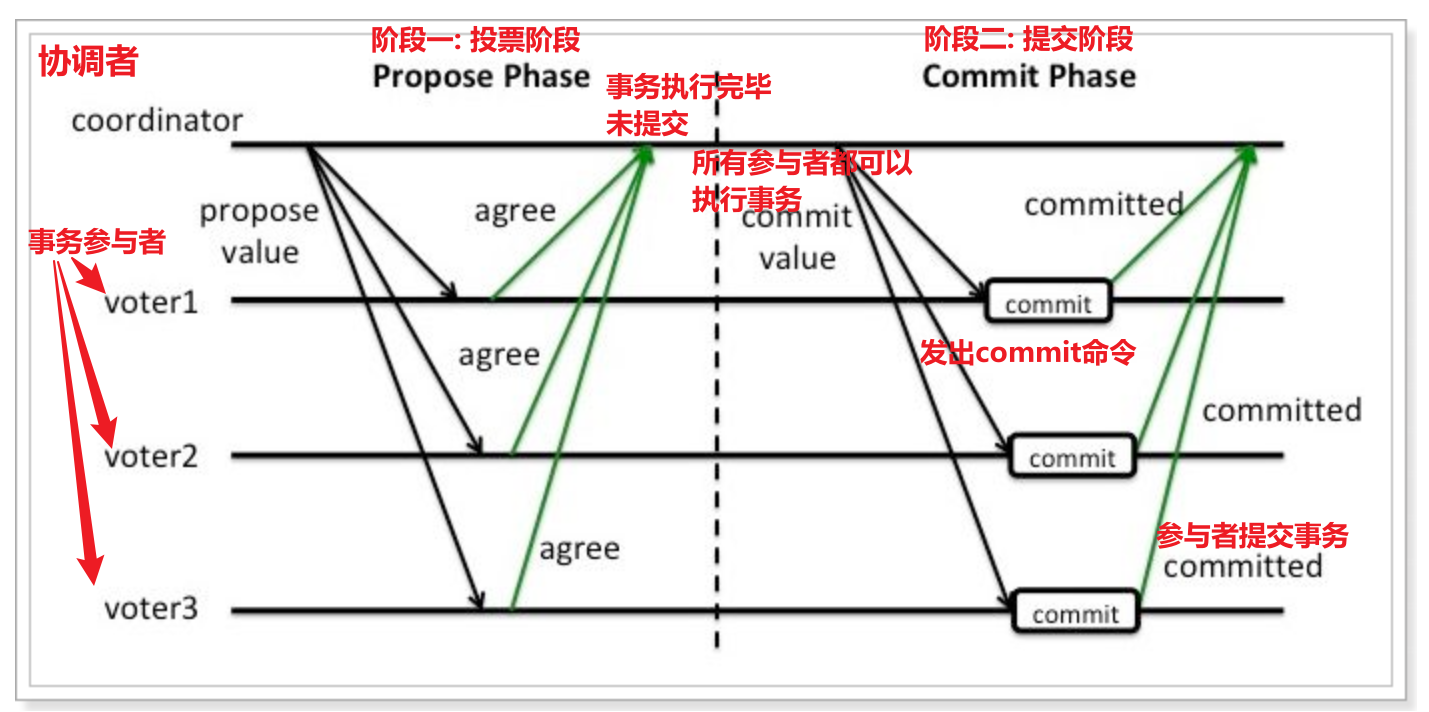 协调者
阶段一: 投票阶段
Propose Phase
阶段二: 提交阶段
Commit Phase
事务执行完毕
未提交
coordinator
所有参与者都可以
执行事务
propose
value
agree
commit
value
committed
事务参与者
voter1
commit
agree
发出commit命令
committed
voter2
commit
agree
参与者提交事务
committed
voter3
commit